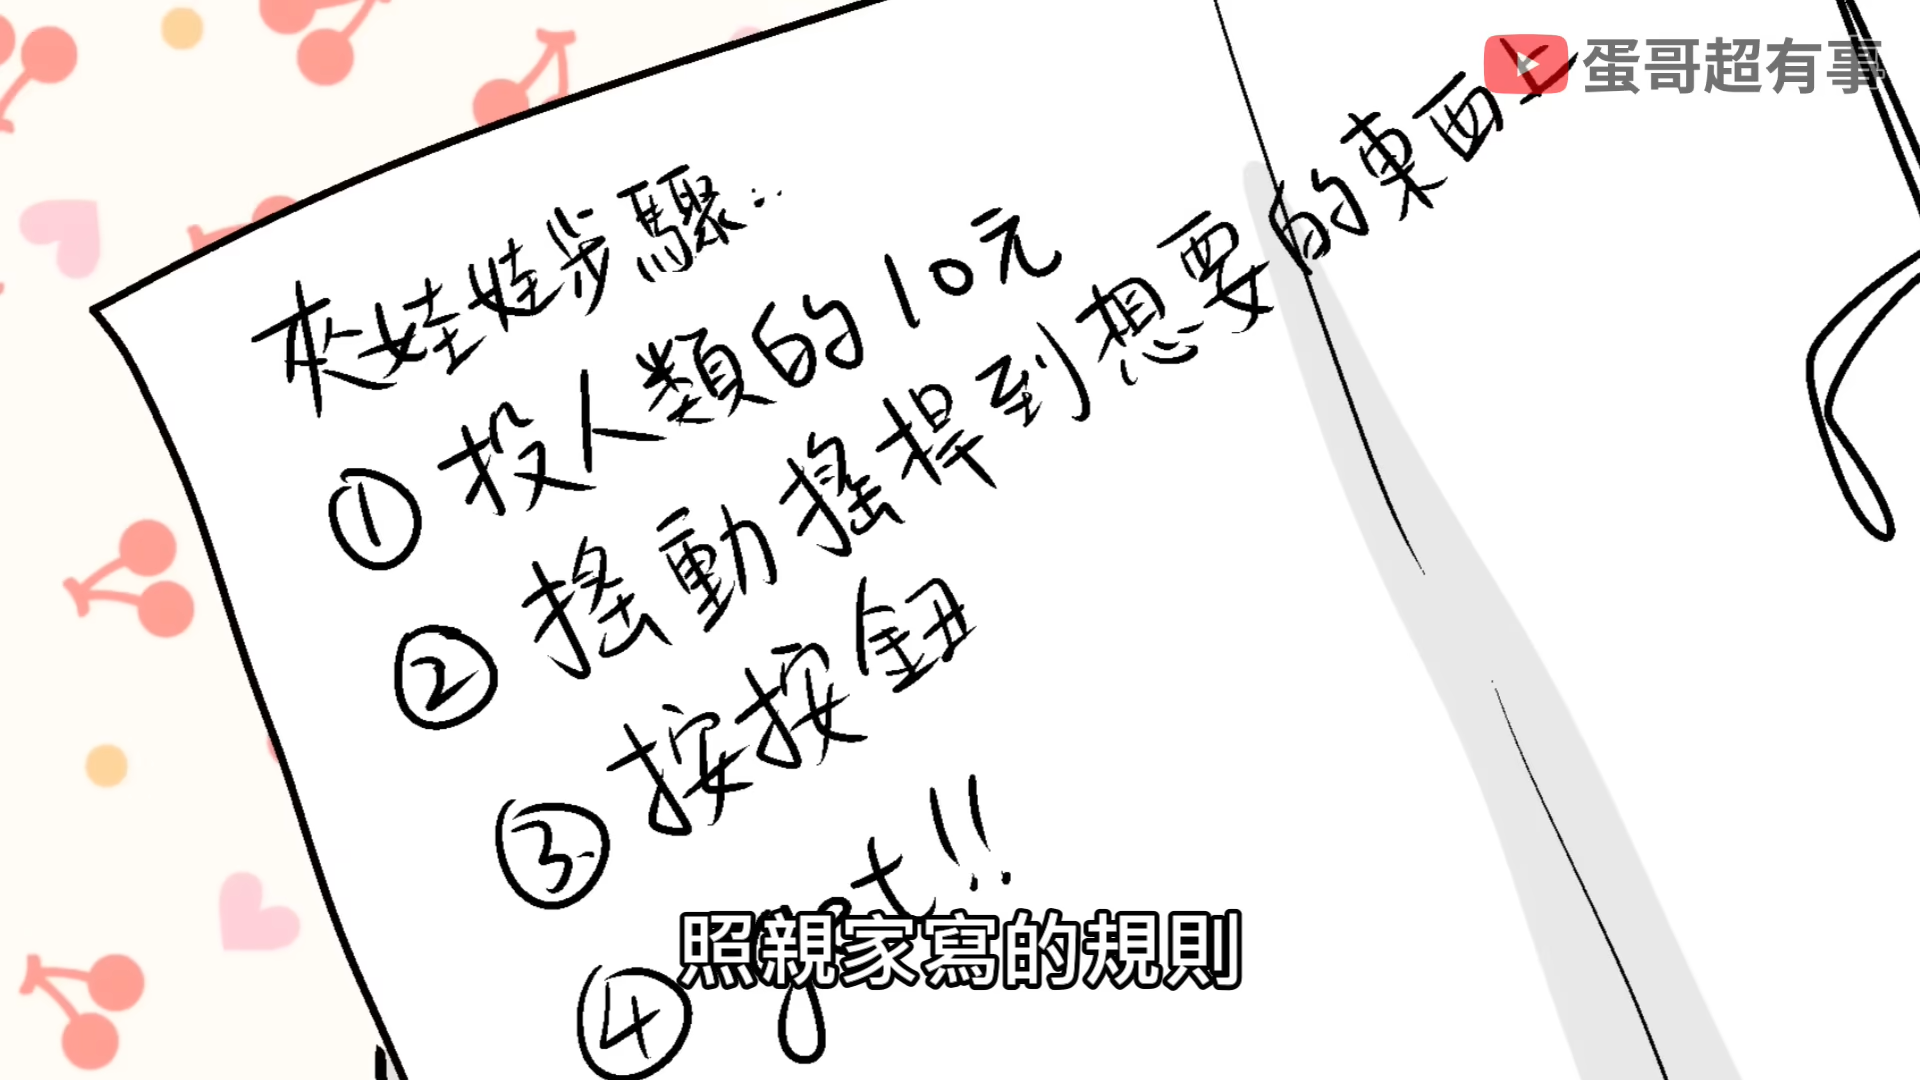 蛋哥超有事
夾娃娃步驟:
① 投人類的10元
② 搖動搖桿到想要的東西上
③ 按按鈕
④ get!!
照親家寫的規則